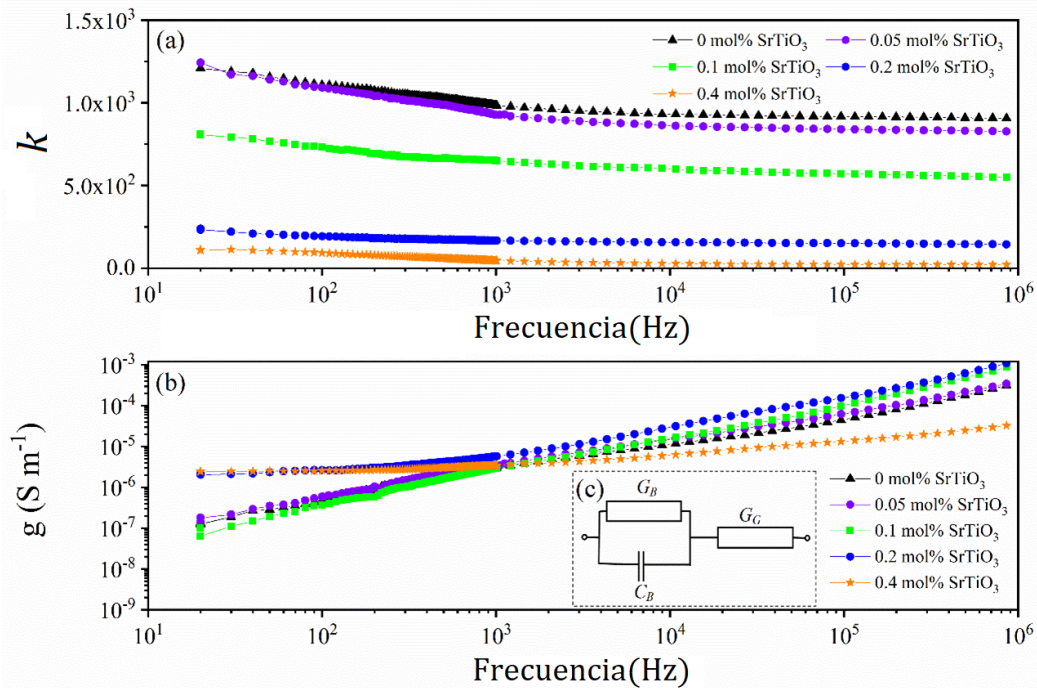 1.5x10³
(a)
0 mol% SrTiO₃
0.05 mol% SrTiO₃
0.1 mol% SrTiO₃
0.2 mol% SrTiO₃
0.4 mol% SrTiO₃
1.0x10³
k
5.0x10²
0.0
10¹ 10² 10³ 10⁴ 10⁵ 10⁶
Frecuencia(Hz)
10⁻³
(b)
10⁻⁴
10⁻⁵
g (S m⁻¹)
10⁻⁶
10⁻⁷
10⁻⁸
10⁻⁹
(c)
G_B
G_G
C_B
0 mol% SrTiO₃
0.05 mol% SrTiO₃
0.1 mol% SrTiO₃
0.2 mol% SrTiO₃
0.4 mol% SrTiO₃
10¹ 10² 10³ 10⁴ 10⁵ 10⁶
Frecuencia(Hz)